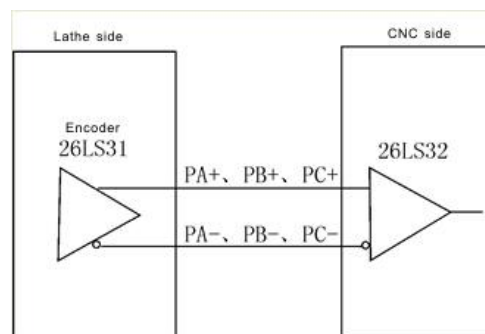 Lathe side
CNC side
Encoder
26LS31
26LS32
PA+、PB+、PC+
PA-、PB-、PC-